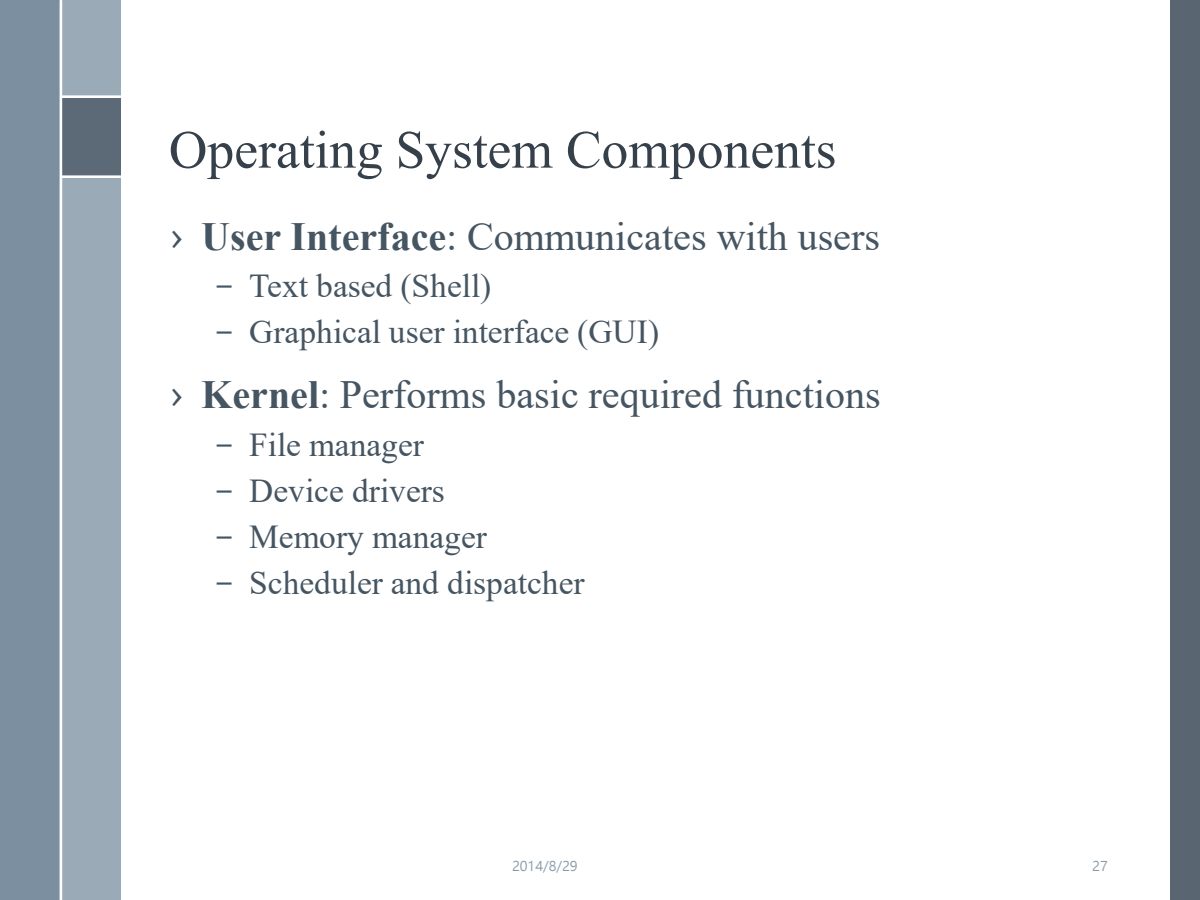 Operating System Components
› User Interface: Communicates with users
– Text based (Shell)
– Graphical user interface (GUI)
› Kernel: Performs basic required functions
– File manager
– Device drivers
– Memory manager
– Scheduler and dispatcher
2014/8/29
27